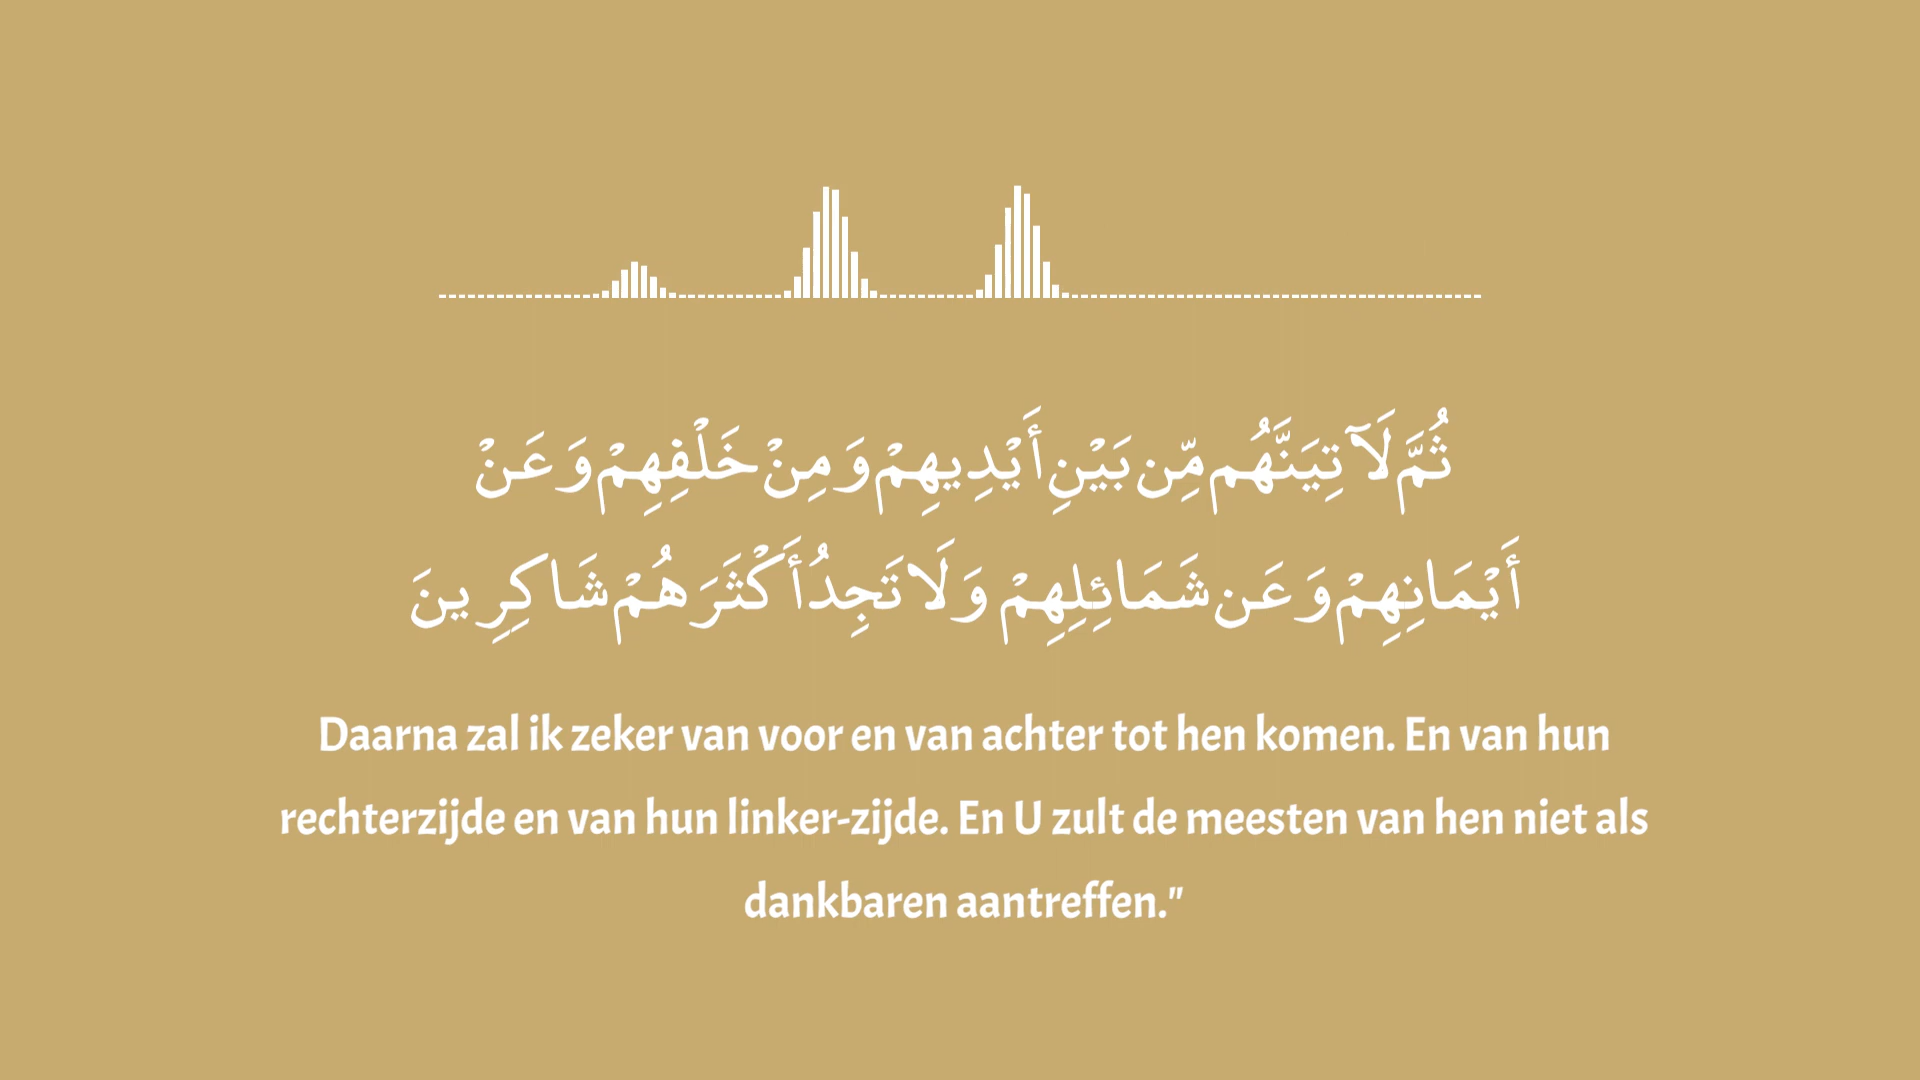 ثُمَّ لَآتِيَنَّهُم مِّن بَيْنِ أَيْدِيهِمْ وَمِنْ خَلْفِهِمْ وَعَنْ
أَيْمَانِهِمْ وَعَن شَمَائِلِهِمْ وَلَا تَجِدُ أَكْثَرَهُمْ شَاكِرِينَ
Daarna zal ik zeker van voor en van achter tot hen komen. En van hun
rechterzijde en van hun linker-zijde. En U zult de meesten van hen niet als
dankbaren aantreffen."